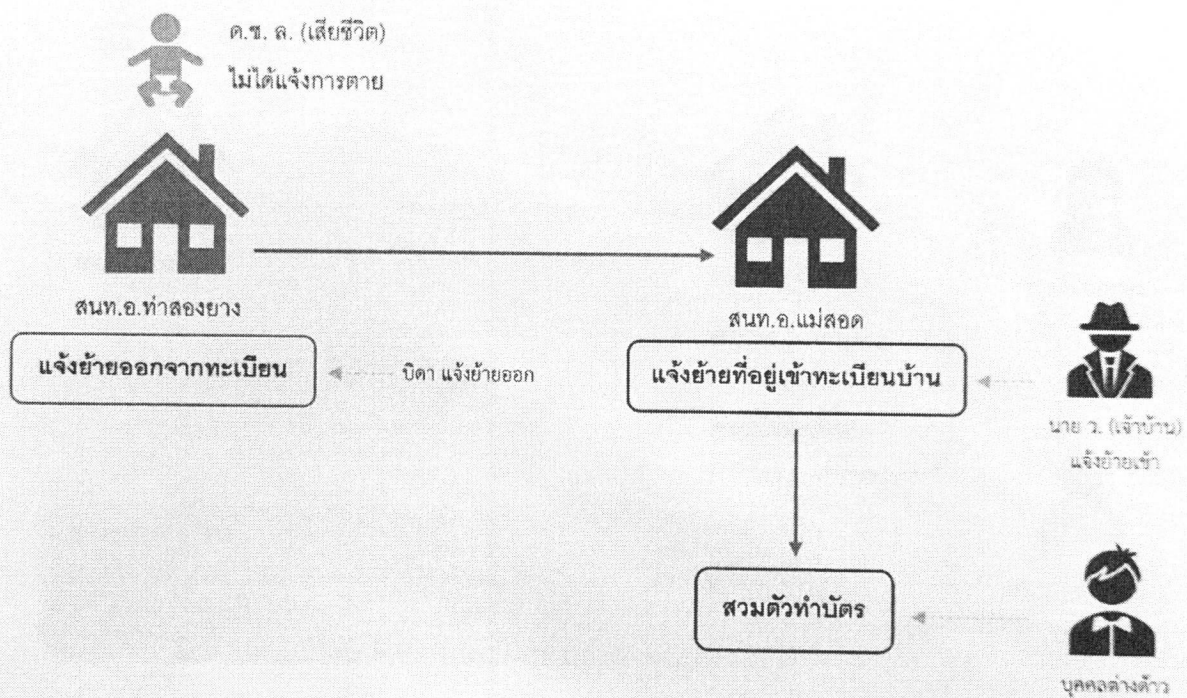 ด.ช. ล. (เสียชีวิต)
ไม่ได้แจ้งการตาย
สนท.อ.ท่าสองยาง
สนท.อ.แม่สอด
แจ้งย้ายออกจากทะเบียน
บิดา แจ้งย้ายออก
แจ้งย้ายที่อยู่เข้าทะเบียนบ้าน
นาย ว. (เจ้าบ้าน)
แจ้งย้ายเข้า
สวมตัวทำบัตร
บุคคลต่างด้าว